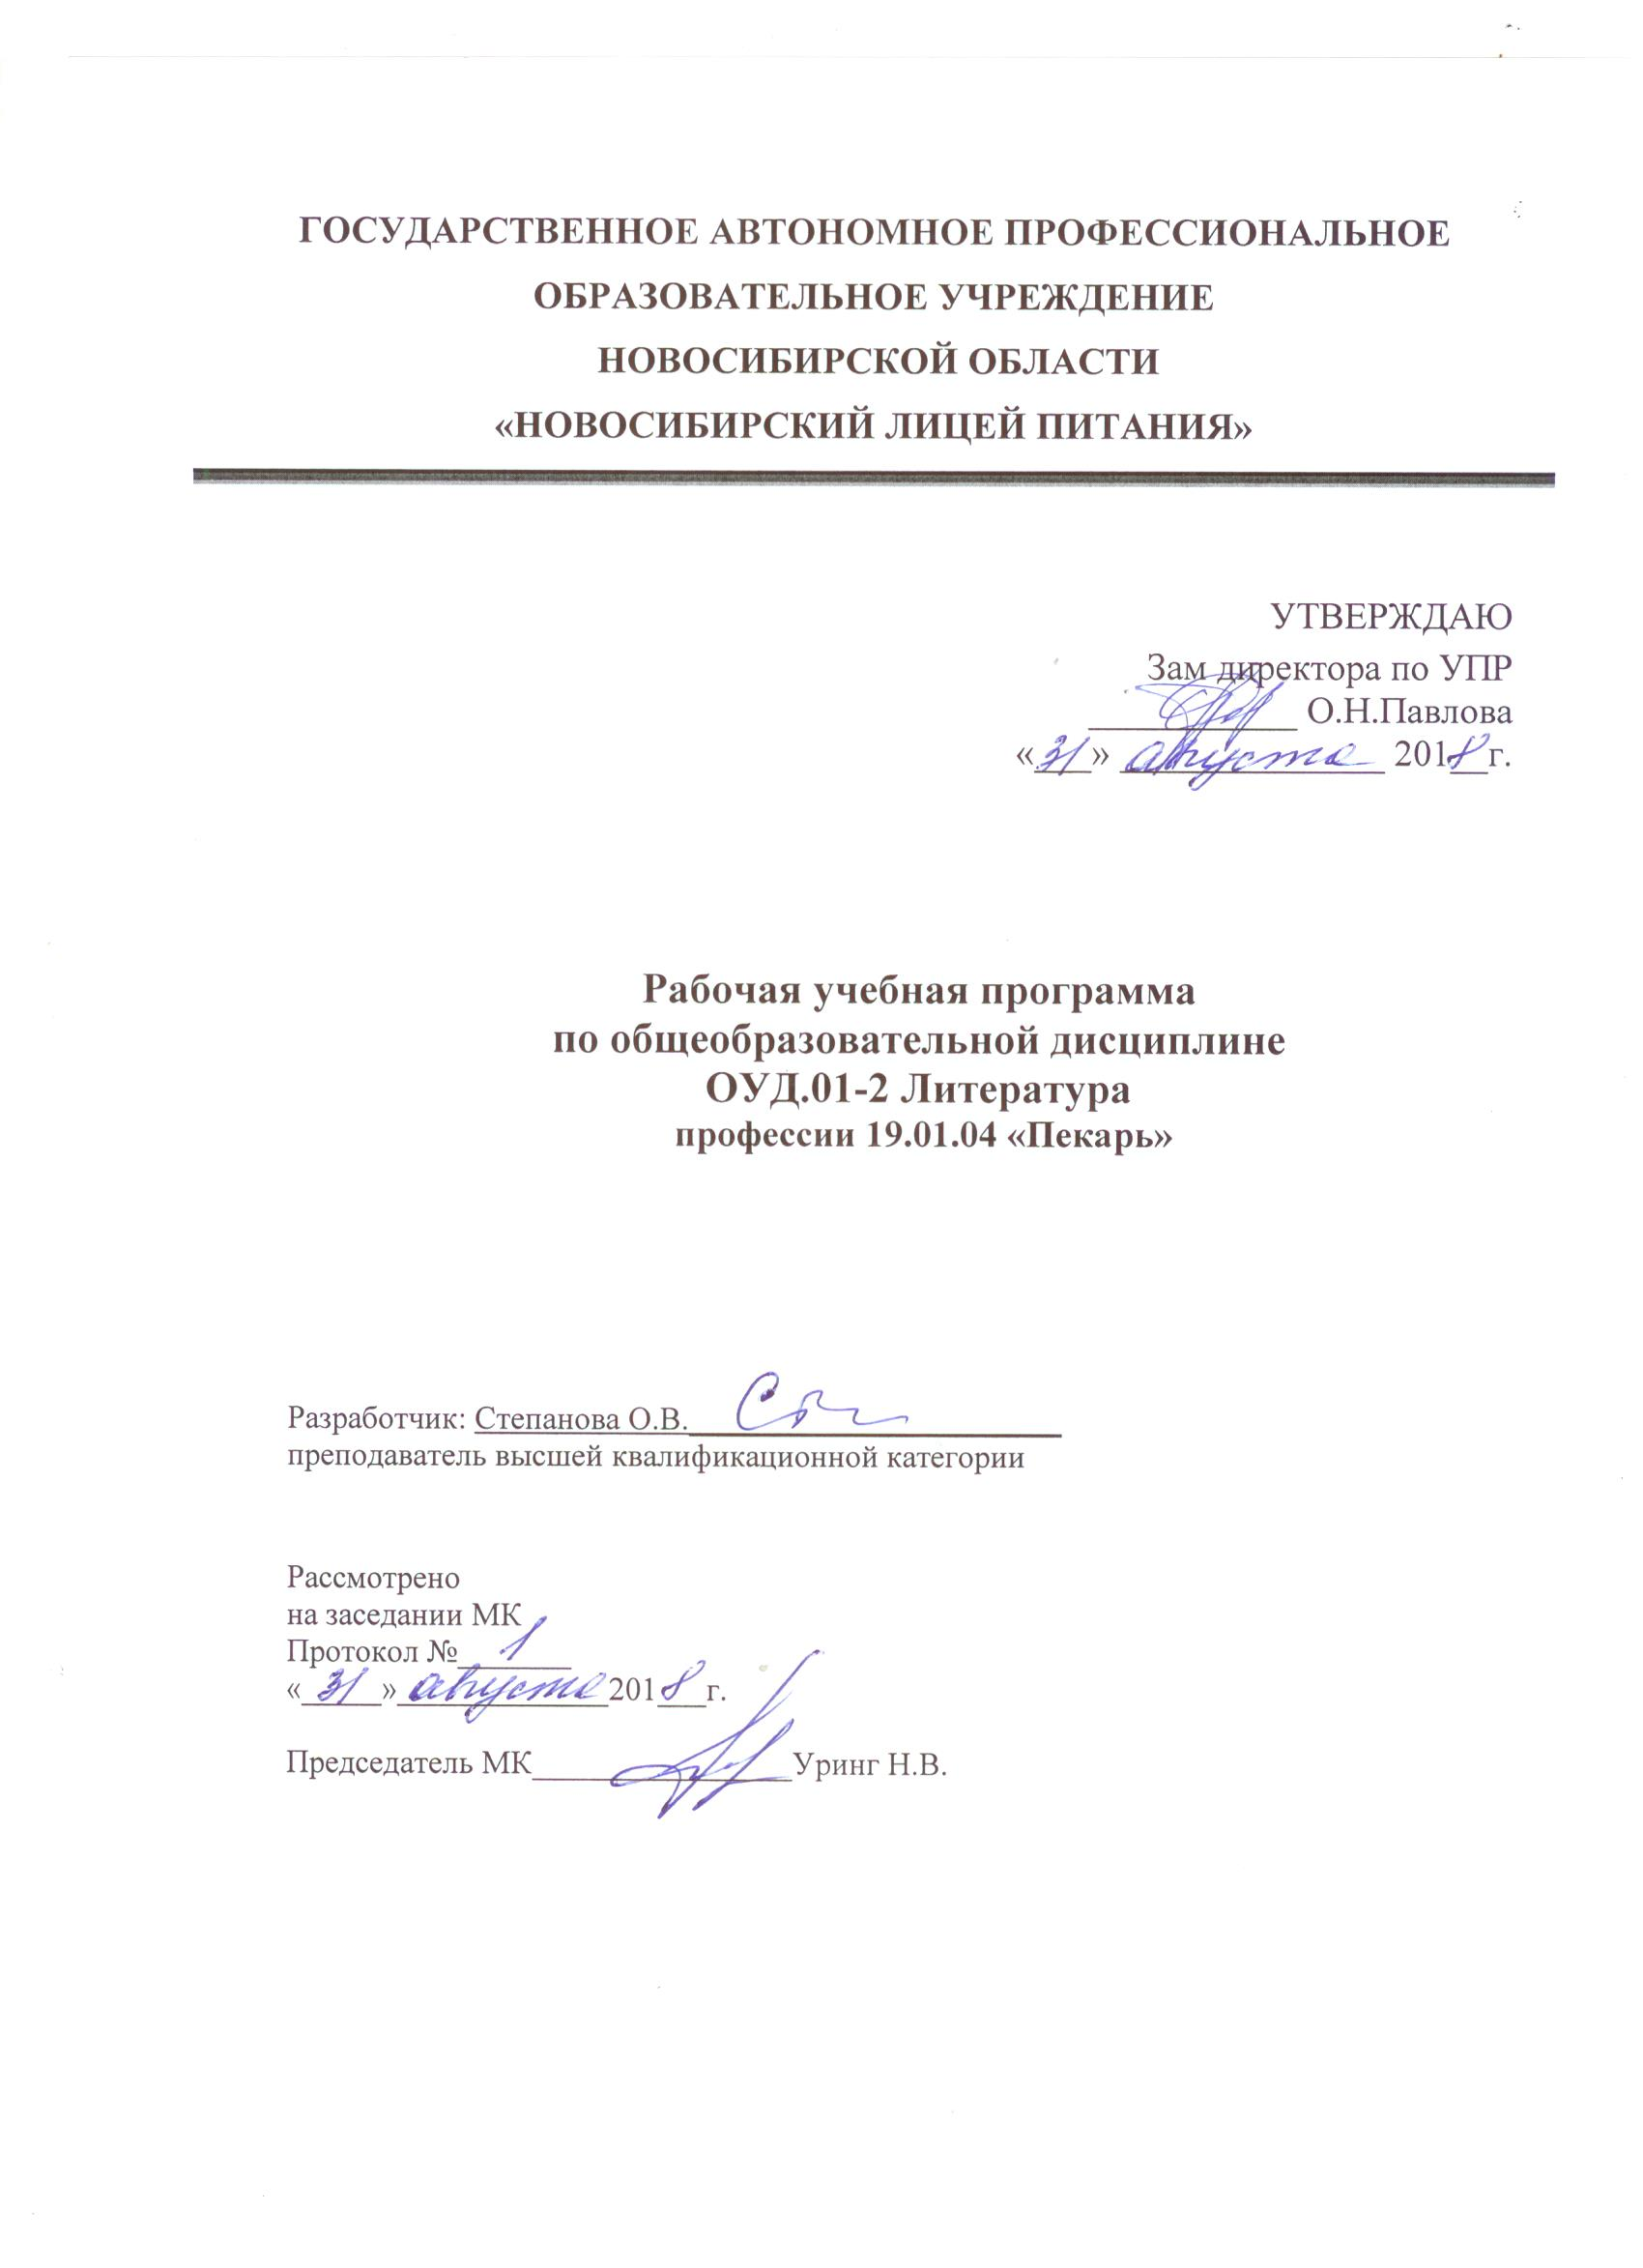 ГОСУДАРСТВЕННОЕ АВТОНОМНОЕ ПРОФЕССИОНАЛЬНОЕ
ОБРАЗОВАТЕЛЬНОЕ УЧРЕЖДЕНИЕ
НОВОСИБИРСКОЙ ОБЛАСТИ
«НОВОСИБИРСКИЙ ЛИЦЕЙ ПИТАНИЯ»
УТВЕРЖДАЮ
Зам директора по УПР
О.Н.Павлова
«31» августа 2018 г.
Рабочая учебная программа
по общеобразовательной дисциплине
ОУД.01-2 Литература
профессии 19.01.04 «Пекарь»
Разработчик: Степанова О.В.
преподаватель высшей квалификационной категории
Рассмотрено
на заседании МК
Протокол № 1
«31» августа 2018 г.
Председатель МК Уринг Н.В.